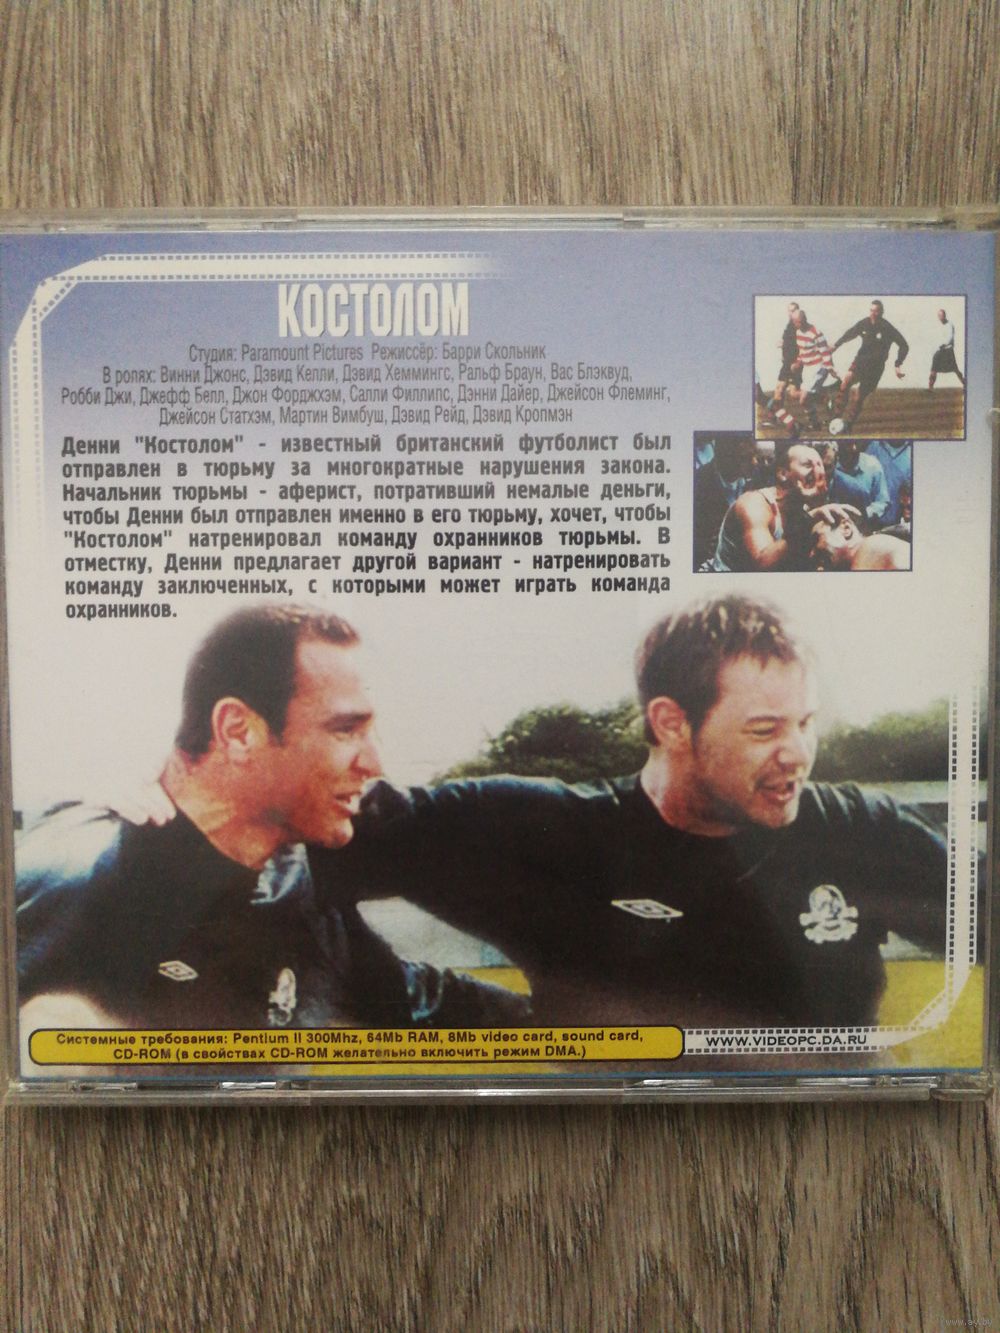 КОСТОЛОМ
Студия: Paramount Pictures Режиссёр: Барри Скольник
В ролях: Винни Джонс, Дэвид Келли, Дэвид Хеммингс, Ральф Браун, Вас Блэквуд,
Робби Джи, Джефф Белл, Джон Форджхэм, Салли Филлипс, Дэнни Дайёр, Джейсон Флеминг,
Джейсон Статхэм, Мартин Вимбуш, Дэвид Рейд, Дэвид Кропмэн
Денни "Костолом" - известный британский футболист был
отправлен в тюрьму за многократные нарушения закона.
Начальник тюрьмы - аферист, потративший немалые деньги,
чтобы Денни был отправлен именно в его тюрьму, хочет, чтобы
"Костолом" натренировал команду охранников тюрьмы. В
отместку, Денни предлагает другой вариант - натренировать
команду заключенных, с которыми может играть команда
охранников.
Системные требования: Pentium II 300Mhz, 64Mb RAM, 8Mb video card, sound card,
CD-ROM (в свойствах CD-ROM желательно включить режим DMA.)
WWW.VIDEOPC.DA.RU
www.ay.by